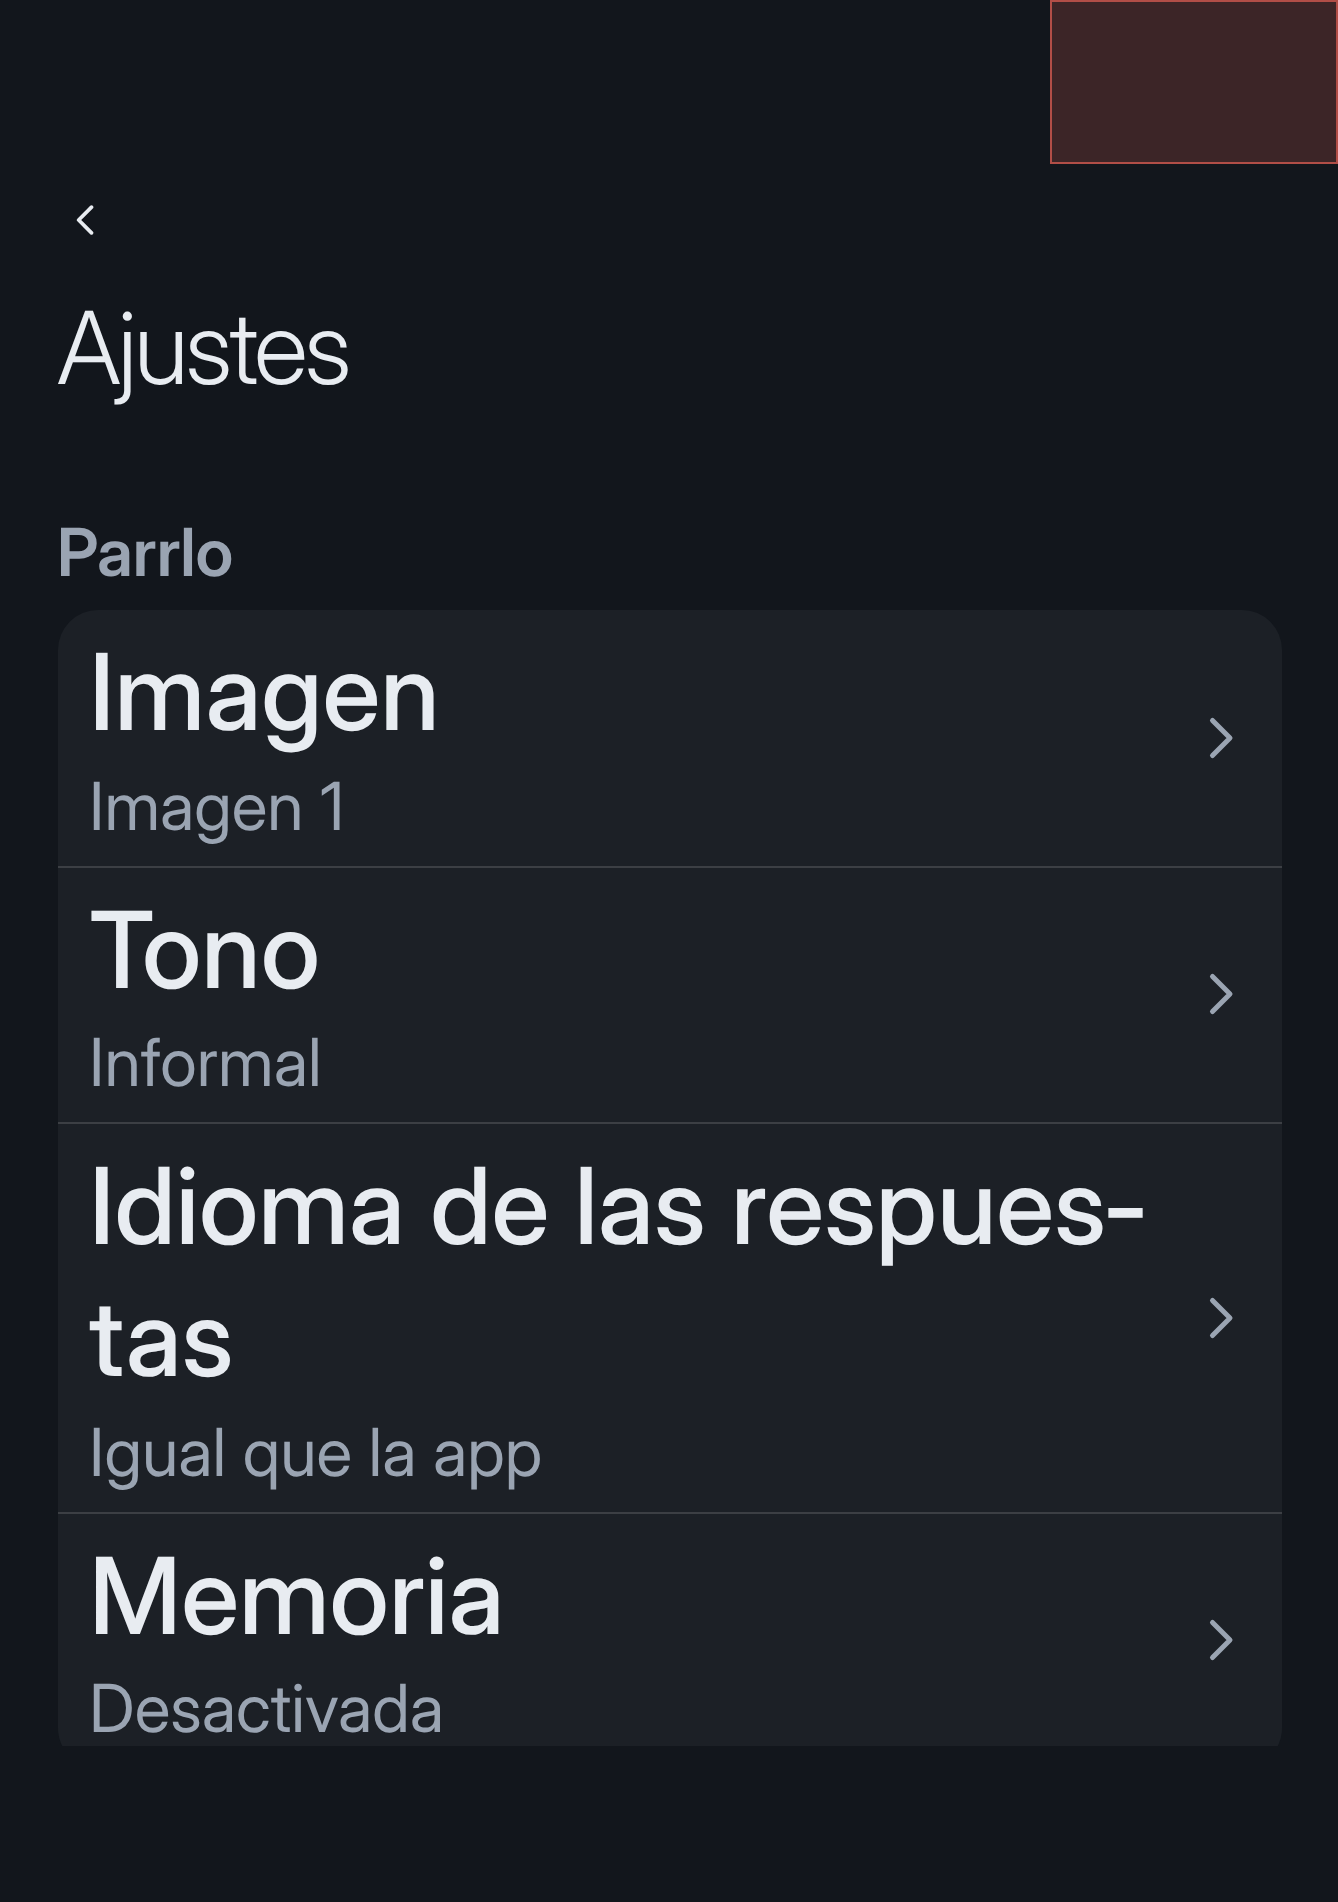 Ajustes
Parrlo
Imagen
Imagen 1
Tono
Informal
Idioma de las respues-
tas
Igual que la app
Memoria
Desactivada